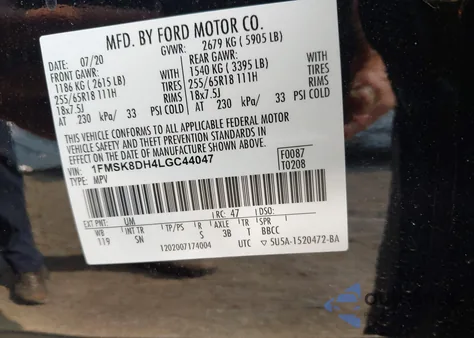 MFD. BY FORD MOTOR CO.
DATE: 07/20 GVWR: 2679 KG ( 5905 LB)
FRONT GAWR: REAR GAWR:
1186 KG ( 2615 LB) WITH 1540 KG ( 3395 LB) WITH
255/65R18 111H TIRES 255/65R18 111H TIRES
18x7.5J RIMS 18x7.5J RIMS
AT 230 kPa/ 33 PSI COLD AT 230 kPa/ 33 PSI COLD
THIS VEHICLE CONFORMS TO ALL APPLICABLE FEDERAL MOTOR
VEHICLE SAFETY AND THEFT PREVENTION STANDARDS IN
EFFECT ON THE DATE OF MANUFACTURE SHOWN ABOVE.
VIN: 1FMSK8DH4LGC44047 F0087
TYPE: MPV T0208
EXT PNT: UM RC: 47 DSO:
WB INT TR TP/PS R AXLE TR SPR
119 SN S 3B T BBCC
1202007174004 UTC 5U5A-1520472-BA